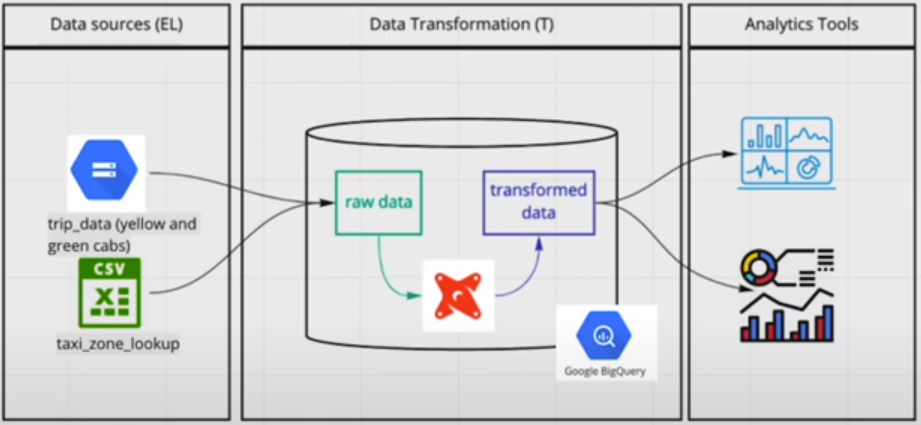 Data sources (EL)
Data Transformation (T)
Analytics Tools
trip_data (yellow and
green cabs)
CSV
X
taxi_zone_lookup
raw data
transformed
data
Google BigQuery